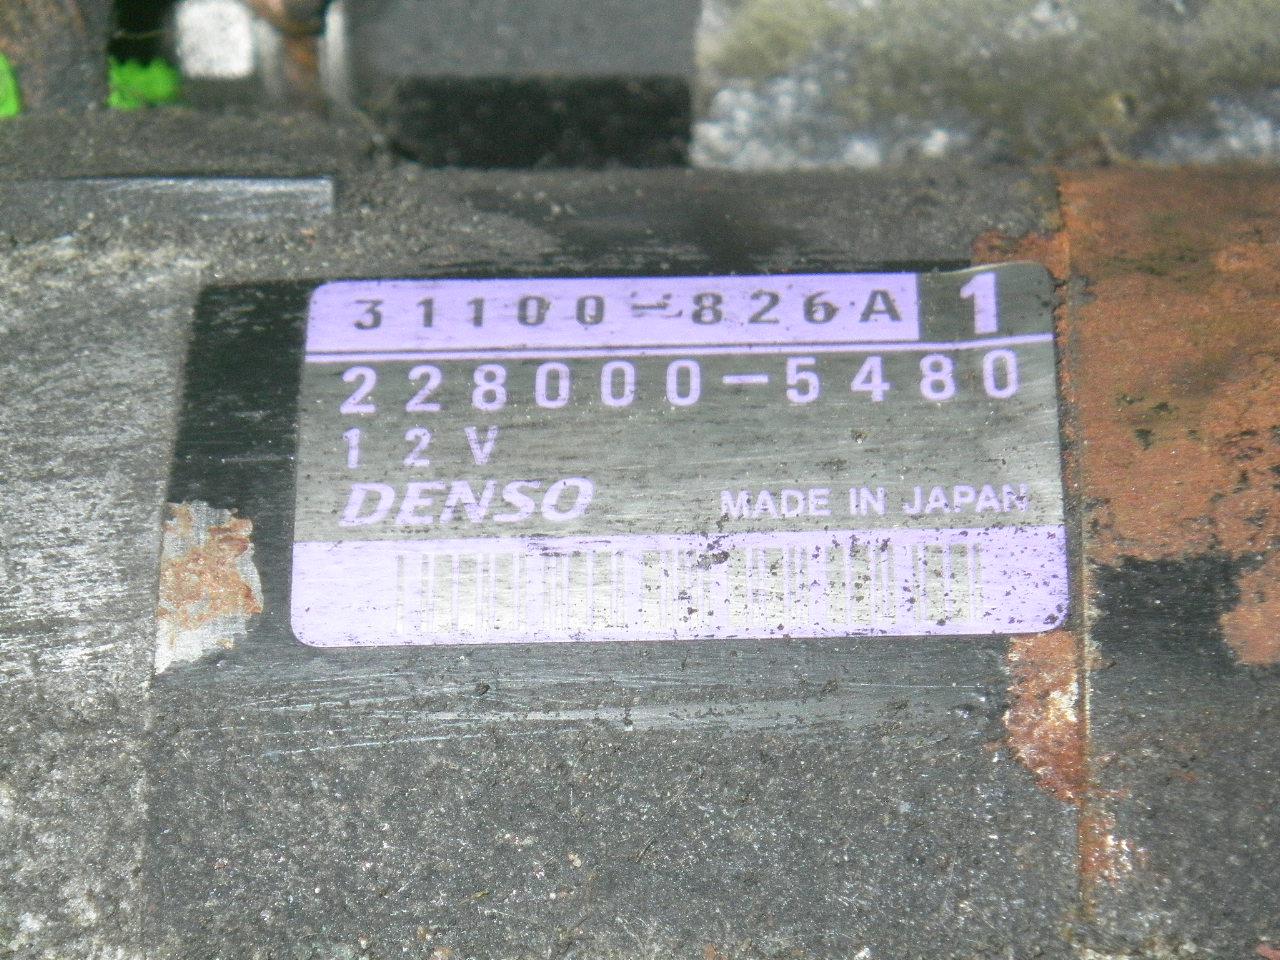 31100-826A 1
228000-5480
12V
DENSO MADE IN JAPAN